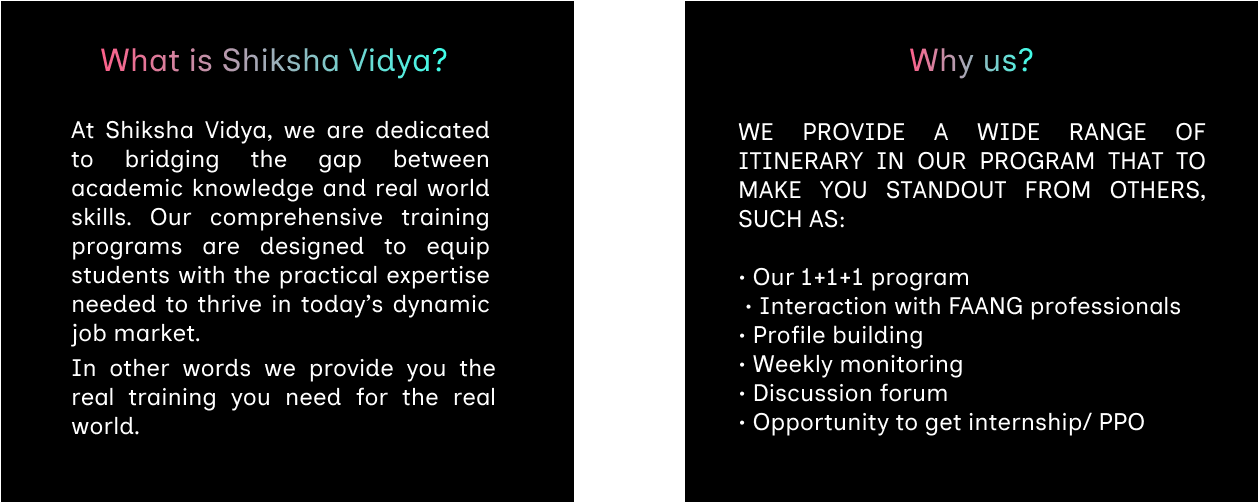 What is Shiksha Vidya?
At Shiksha Vidya, we are dedicated
to bridging the gap between
academic knowledge and real world
skills. Our comprehensive training
programs are designed to equip
students with the practical expertise
needed to thrive in today’s dynamic
job market.
In other words we provide you the
real training you need for the real
world.
Why us?
WE PROVIDE A WIDE RANGE OF
ITINERARY IN OUR PROGRAM THAT TO
MAKE YOU STANDOUT FROM OTHERS,
SUCH AS:
• Our 1+1+1 program
• Interaction with FAANG professionals
• Profile building
• Weekly monitoring
• Discussion forum
• Opportunity to get internship/ PPO